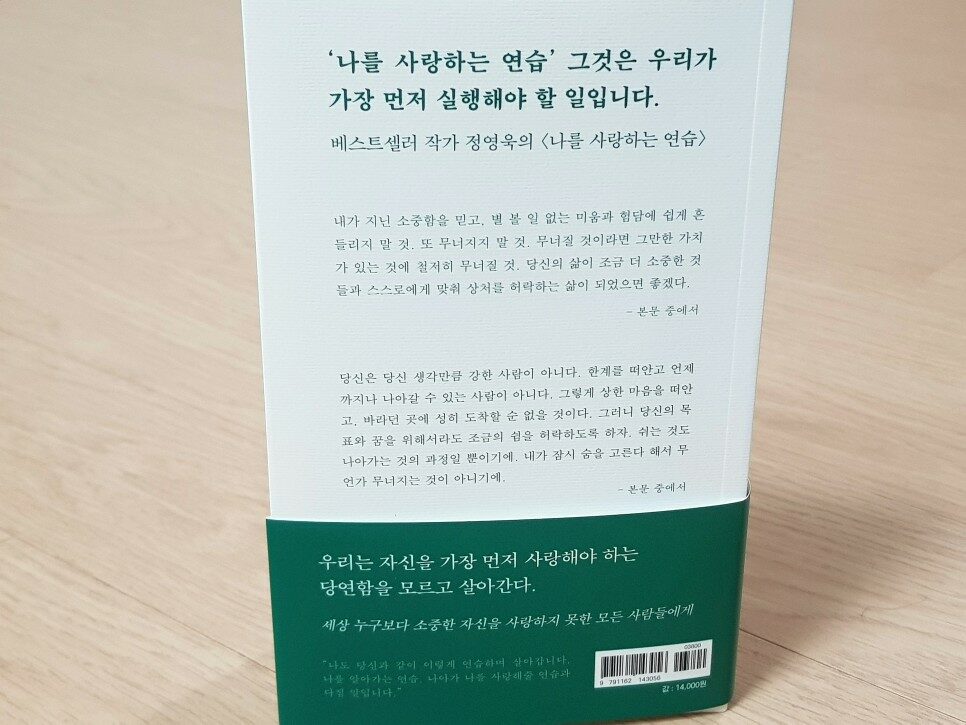 ‘나를 사랑하는 연습’ 그것은 우리가
가장 먼저 실행해야 할 일입니다.
베스트셀러 작가 정영욱의 〈나를 사랑하는 연습〉
내가 지닌 소중함을 믿고, 별 볼 일 없는 미움과 험담에 쉽게 흔
들리지 말 것. 또 무너지지 말 것. 무너질 것이라면 그만한 가치
가 있는 것에 철저히 무너질 것. 당신의 삶이 조금 더 소중한 것
들과 스스로에게 맞춰 상처를 허락하는 삶이 되었으면 좋겠다.
- 본문 중에서
당신은 당신 생각만큼 강한 사람이 아니다. 한계를 떠안고 언제
까지나 나아갈 수 있는 사람이 아니다. 그렇게 상한 마음을 떠안
고, 바라던 곳에 성히 도착할 순 없을 것이다. 그러니 당신의 목
표와 꿈을 위해서라도 조금의 쉼을 허락하도록 하자. 쉬는 것도
나아가는 것의 과정일 뿐이기에. 내가 잠시 숨을 고른다 해서 무
언가 무너지는 것이 아니기에.
- 본문 중에서
우리는 자신을 가장 먼저 사랑해야 하는
당연함을 모르고 살아간다.
세상 누구보다 소중한 자신을 사랑하지 못한 모든 사람들에게
“나도 당신과 같이 이렇게 연습하며 살아갑니다.
나를 알아가는 연습, 나아가 나를 사랑해줄 연습과
다짐 말입니다.”
03800
9 791162 143056
값 : 14,000원